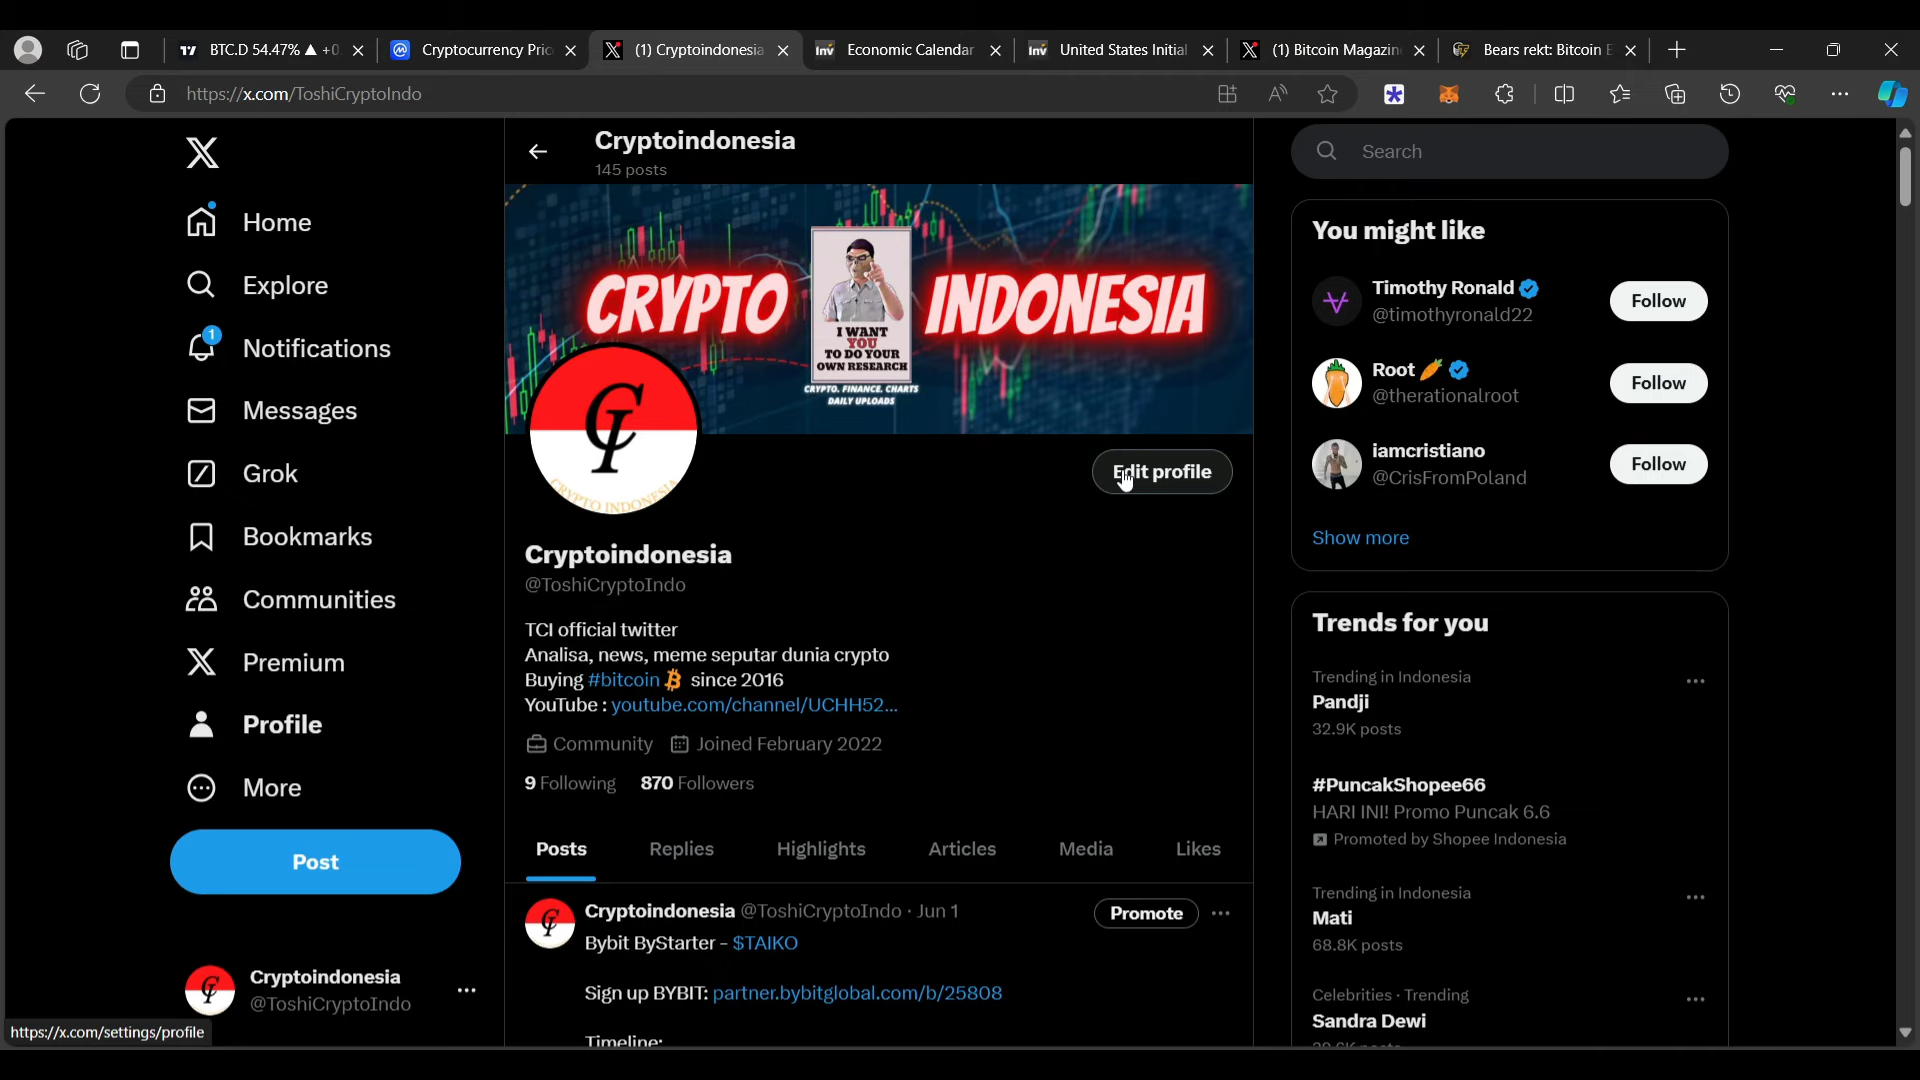 BTC.D 54.47% ▲ +0
Cryptocurrency Pric
(1) Cryptoindonesia
Economic Calendar
United States Initial
(1) Bitcoin Magazin
Bears rekt: Bitcoin E
https://x.com/ToshiCryptoIndo
Home
Explore
1
Notifications
Messages
Grok
Bookmarks
Communities
Premium
Profile
More
Post
Cryptoindonesia
@ToshiCryptoIndo
https://x.com/settings/profile
Cryptoindonesia
145 posts
CRYPTO INDONESIA
I WANT
YOU
TO DO YOUR
OWN RESEARCH
CRYPTO. FINANCE. CHARTS
DAILY UPLOADS
CRYPTO INDONESIA
Edit profile
Cryptoindonesia
@ToshiCryptoIndo
TCI official twitter
Analisa, news, meme seputar dunia crypto
Buying #bitcoin since 2016
YouTube : youtube.com/channel/UCHH52...
Community Joined February 2022
9 Following 870 Followers
Posts Replies Highlights Articles Media Likes
Cryptoindonesia @ToshiCryptoIndo · Jun 1
Promote
Bybit ByStarter - $TAIKO
Sign up BYBIT: partner.bybitglobal.com/b/25808
Timeline:
Search
You might like
Timothy Ronald
@timothyronald22
Follow
Root
@therationalroot
Follow
iamcristiano
@CrisFromPoland
Follow
Show more
Trends for you
Trending in Indonesia
Pandji
32.9K posts
#PuncakShopee66
HARI INI! Promo Puncak 6.6
Promoted by Shopee Indonesia
Trending in Indonesia
Mati
68.8K posts
Celebrities · Trending
Sandra Dewi